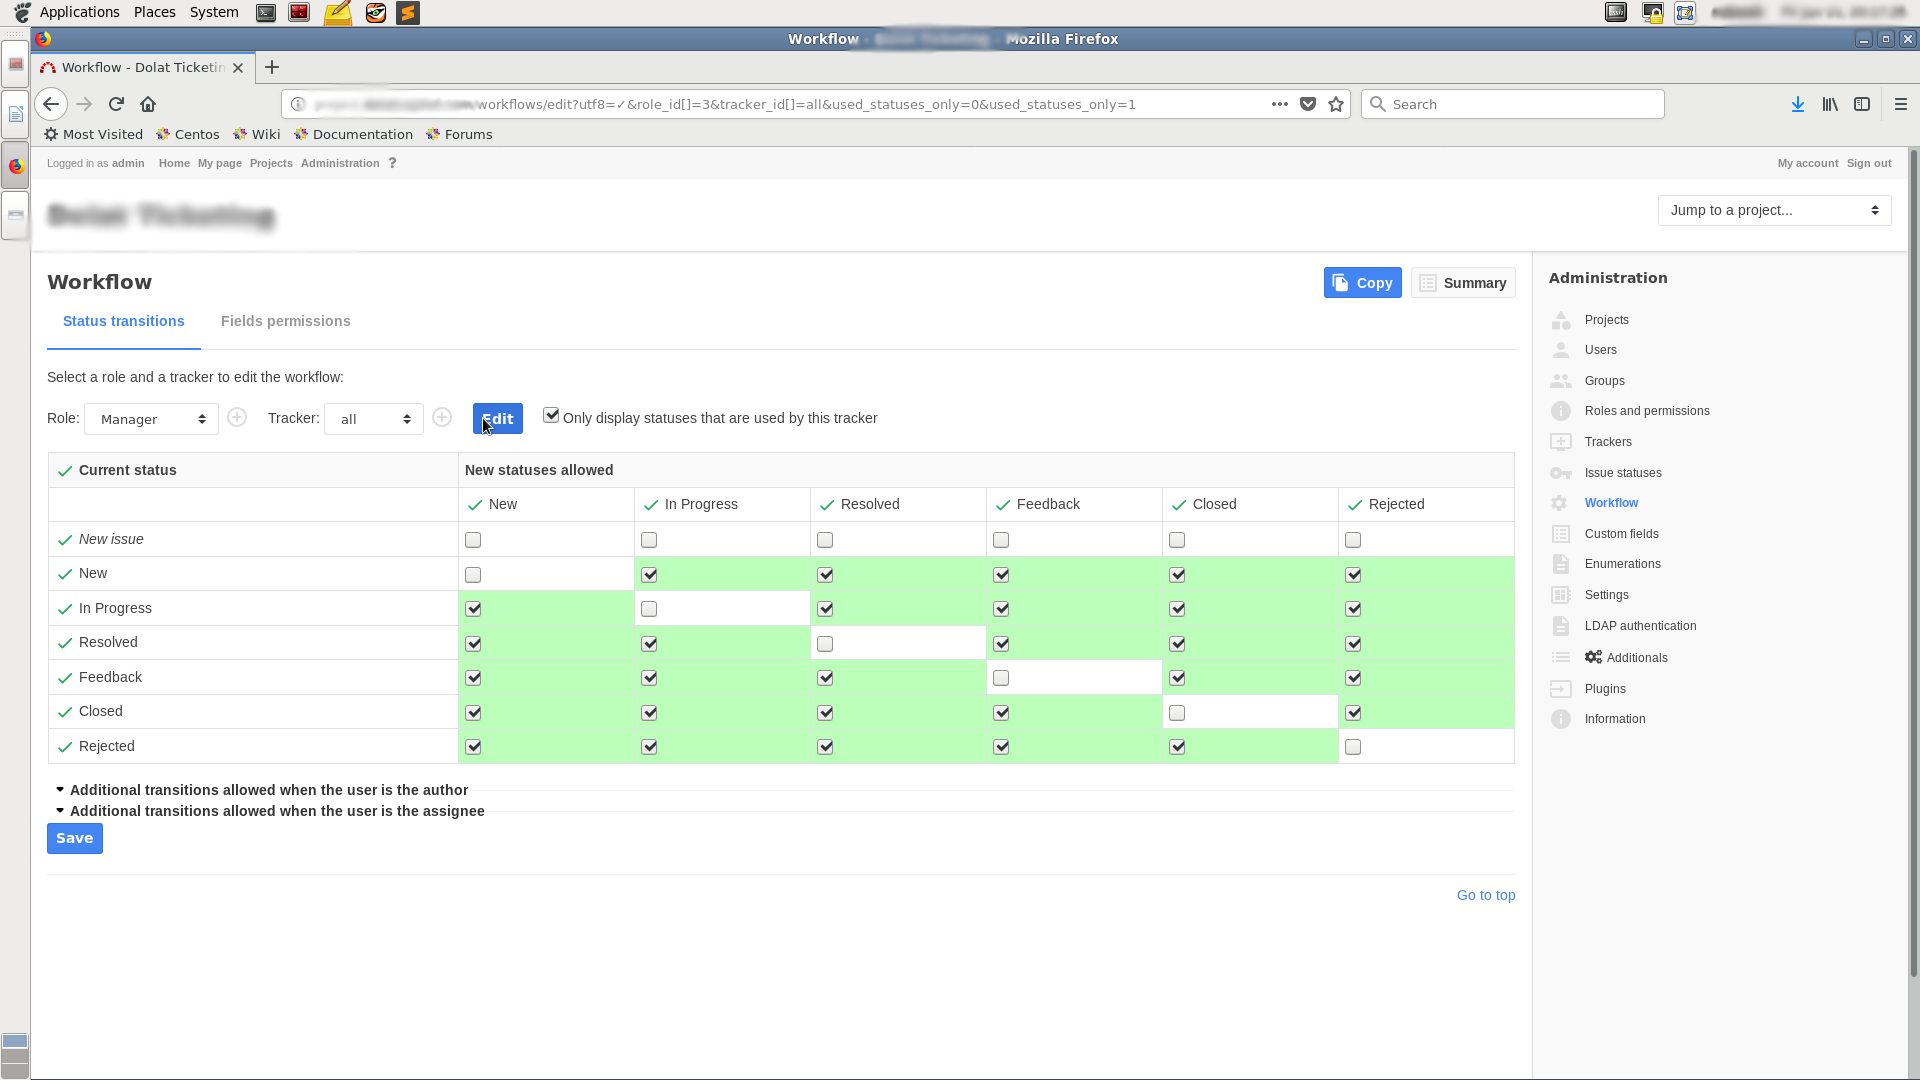 Applications Places System
Workflow - Mozilla Firefox
Workflow - Dolat Ticketin
/workflows/edit?utf8=✓&role_id[]=3&tracker_id[]=all&used_statuses_only=0&used_statuses_only=1
Search
Most Visited Centos Wiki Documentation Forums
Logged in as admin Home My page Projects Administration ? My account Sign out
Dolat Ticketing
Jump to a project...
Workflow
Copy Summary
Status transitions Fields permissions
Select a role and a tracker to edit the workflow:
Role: Manager Tracker: all Edit Only display statuses that are used by this tracker
Current status New statuses allowed
New In Progress Resolved Feedback Closed Rejected
New issue
New
In Progress
Resolved
Feedback
Closed
Rejected
Additional transitions allowed when the user is the author
Additional transitions allowed when the user is the assignee
Save
Go to top
Administration
Projects
Users
Groups
Roles and permissions
Trackers
Issue statuses
Workflow
Custom fields
Enumerations
Settings
LDAP authentication
Additionals
Plugins
Information